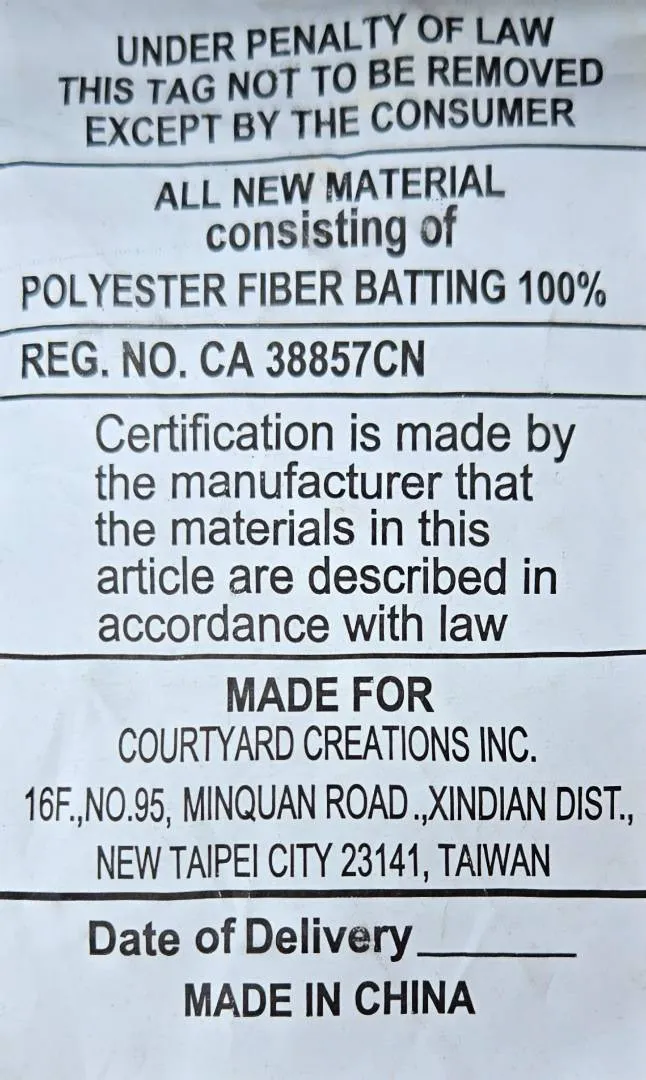 UNDER PENALTY OF LAW
THIS TAG NOT TO BE REMOVED
EXCEPT BY THE CONSUMER
ALL NEW MATERIAL
consisting of
POLYESTER FIBER BATTING 100%
REG. NO. CA 38857CN
Certification is made by
the manufacturer that
the materials in this
article are described in
accordance with law
MADE FOR
COURTYARD CREATIONS INC.
16F.,NO.95, MINQUAN ROAD.,XINDIAN DIST.,
NEW TAIPEI CITY 23141, TAIWAN
Date of Delivery________
MADE IN CHINA